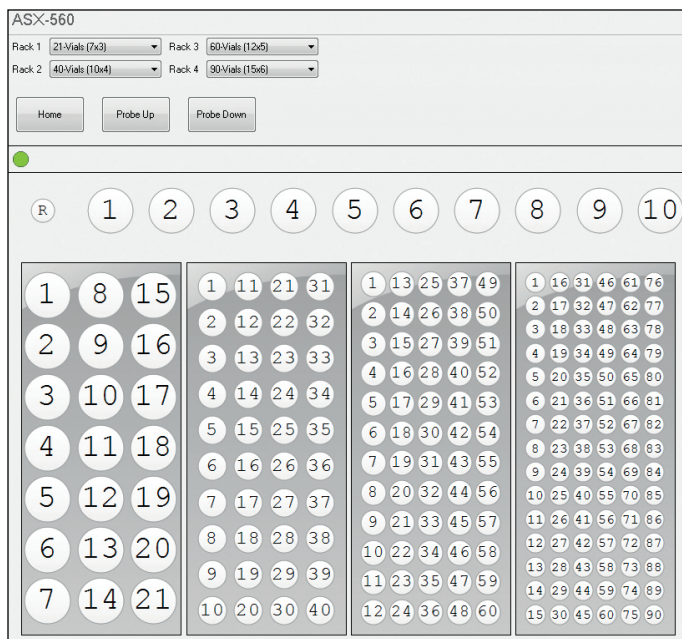 ASX-560
Rack 1 21-Vials (7x3) Rack 3 60-Vials (12x5)
Rack 2 40-Vials (10x4) Rack 4 90-Vials (15x6)
Home Probe Up Probe Down
R 1 2 3 4 5 6 7 8 9 10
1 8 15
2 9 16
3 10 17
4 11 18
5 12 19
6 13 20
7 14 21
1 11 21 31
2 12 22 32
3 13 23 33
4 14 24 34
5 15 25 35
6 16 26 36
7 17 27 37
8 18 28 38
9 19 29 39
10 20 30 40
1 13 25 37 49
2 14 26 38 50
3 15 27 39 51
4 16 28 40 52
5 17 29 41 53
6 18 30 42 54
7 19 31 43 55
8 20 32 44 56
9 21 33 45 57
10 22 34 46 58
11 23 35 47 59
12 24 36 48 60
1 16 31 46 61 76
2 17 32 47 62 77
3 18 33 48 63 78
4 19 34 49 64 79
5 20 35 50 65 80
6 21 36 51 66 81
7 22 37 52 67 82
8 23 38 53 68 83
9 24 39 54 69 84
10 25 40 55 70 85
11 26 41 56 71 86
12 27 42 57 72 87
13 28 43 58 73 88
14 29 44 59 74 89
15 30 45 60 75 90